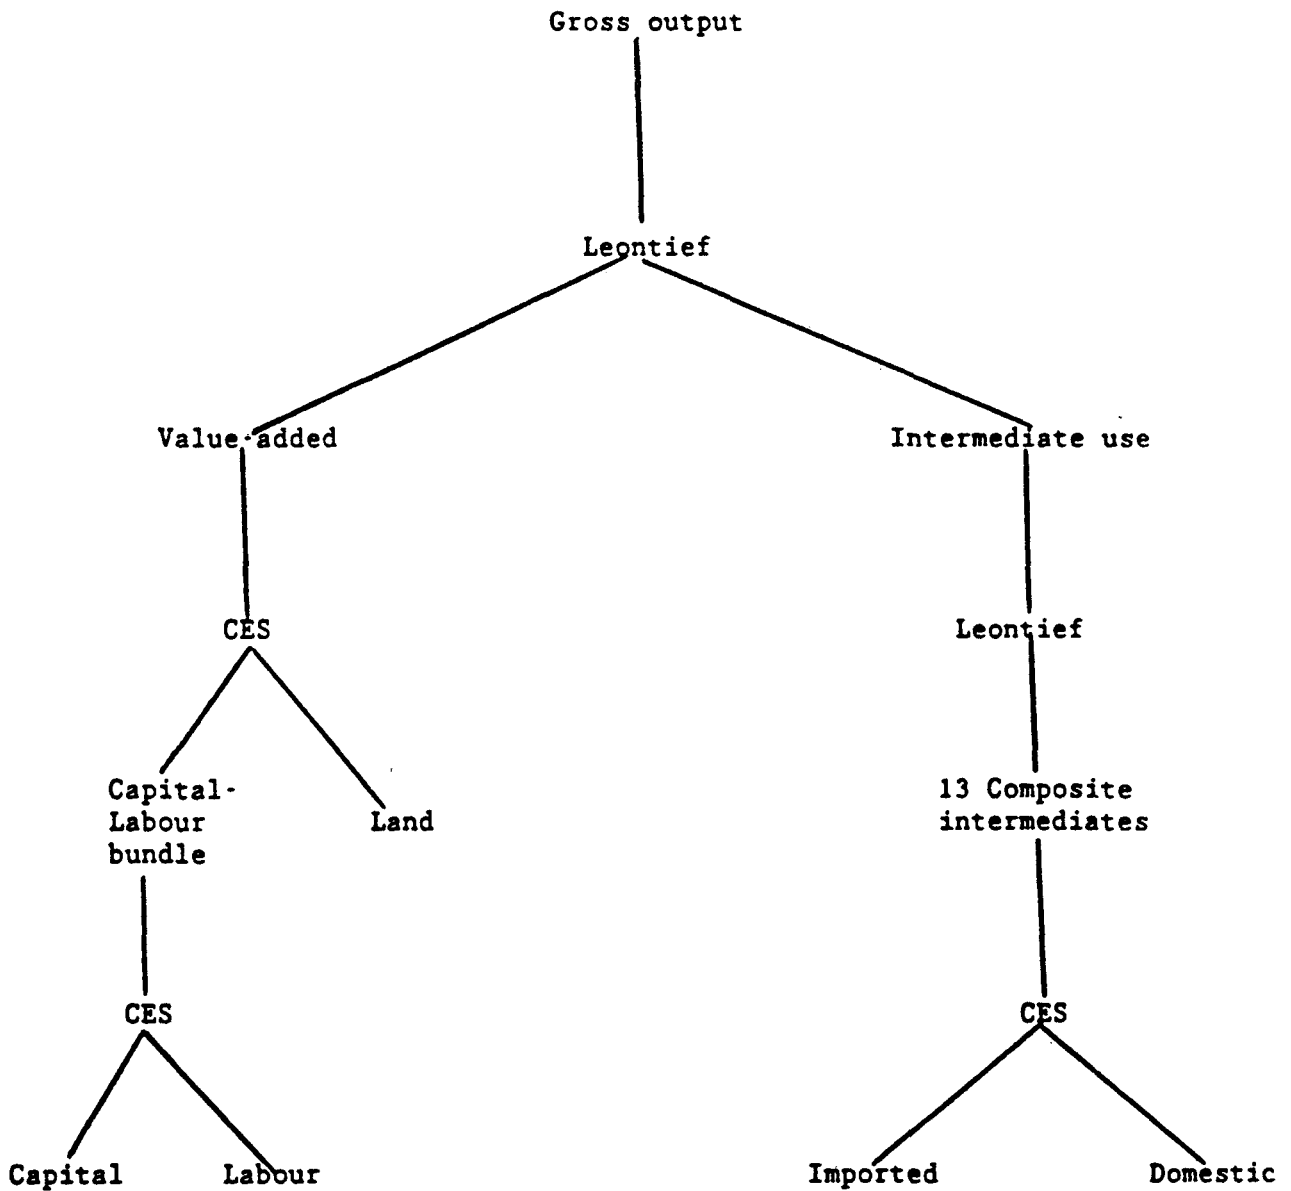 Gross output
Leontief
Value-added
Intermediate use
CES
Leontief
Capital-
Labour
bundle
Land
13 Composite
intermediates
CES
CES
Capital
Labour
Imported
Domestic